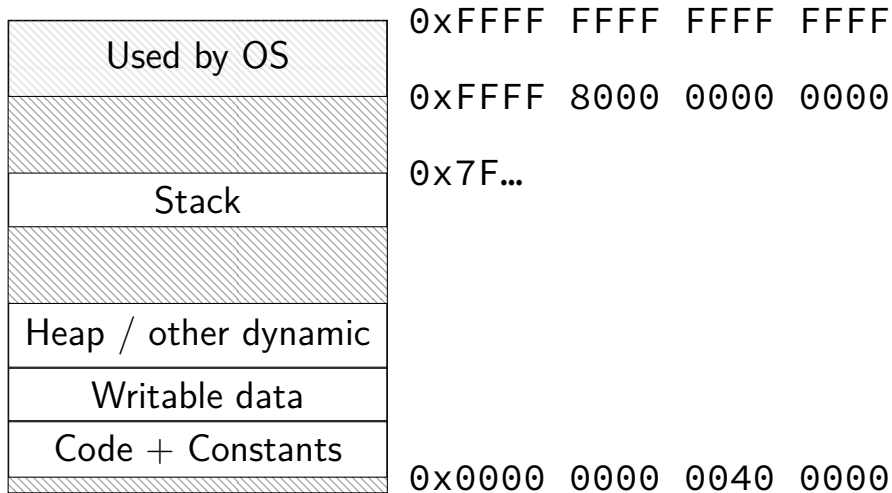 0xFFFF FFFF FFFF FFFF
Used by OS
0xFFFF 8000 0000 0000
0x7F…
Stack
Heap / other dynamic
Writable data
Code + Constants
0x0000 0000 0040 0000